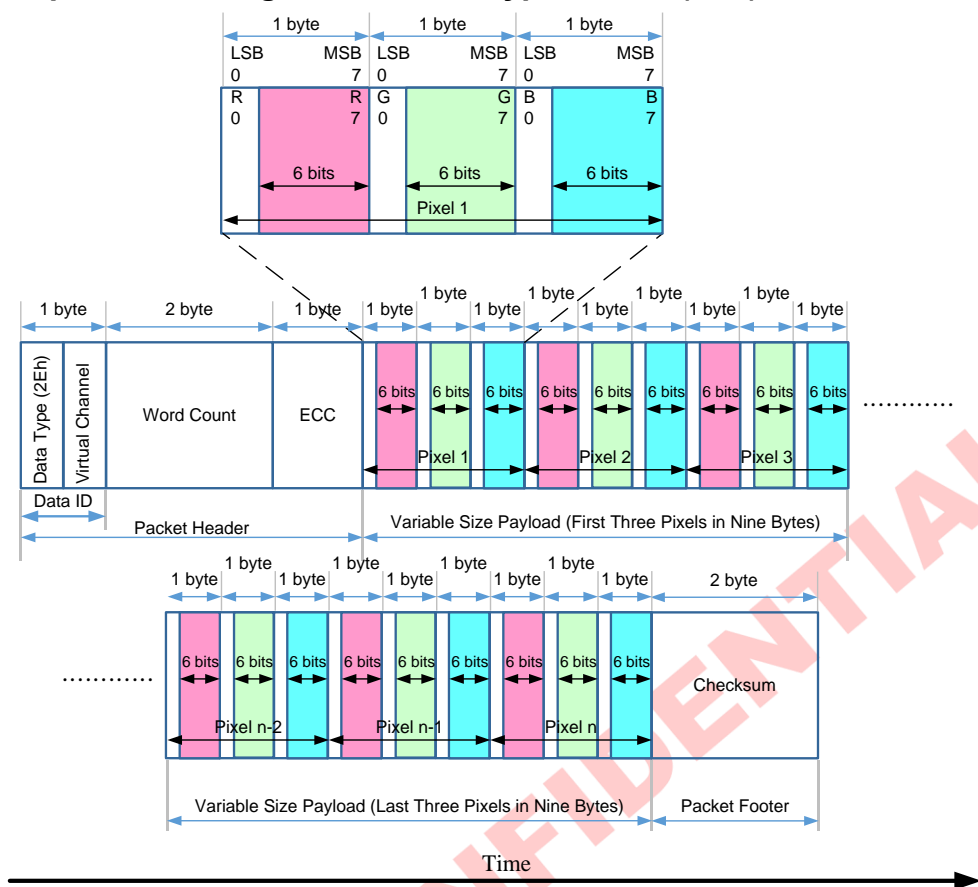 1 byte 1 byte 1 byte
LSB MSB LSB MSB LSB MSB
0 7 0 7 0 7
R R G G B B
0 7 0 7 0 7
6 bits 6 bits 6 bits
Pixel 1
1 byte 1 byte 1 byte 1 byte
1 byte 2 byte 1 byte 1 byte 1 byte 1 byte 1 byte 1 byte
Data Type (2Eh)
Virtual Channel
Word Count
ECC
6 bits 6 bits 6 bits 6 bits 6 bits 6 bits 6 bits 6 bits 6 bits
Pixel 1 Pixel 2 Pixel 3
............
Data ID
Packet Header
Variable Size Payload (First Three Pixels in Nine Bytes)
1 byte 1 byte 1 byte 1 byte
1 byte 1 byte 1 byte 1 byte 1 byte 2 byte
............
6 bits 6 bits 6 bits 6 bits 6 bits 6 bits 6 bits 6 bits 6 bits
Checksum
Pixel n-2 Pixel n-1 Pixel n
Variable Size Payload (Last Three Pixels in Nine Bytes)
Packet Footer
Time